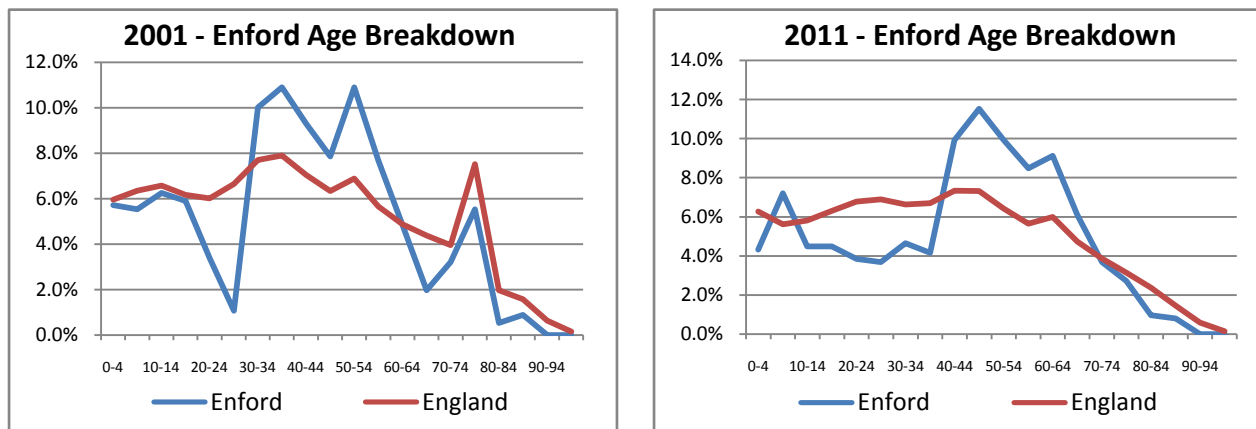 2001 - Enford Age Breakdown
12.0%
10.0%
8.0%
6.0%
4.0%
2.0%
0.0%
0-4 10-14 20-24 30-34 40-44 50-54 60-64 70-74 80-84 90-94
Enford England
2011 - Enford Age Breakdown
14.0%
12.0%
10.0%
8.0%
6.0%
4.0%
2.0%
0.0%
0-4 10-14 20-24 30-34 40-44 50-54 60-64 70-74 80-84 90-94
Enford England